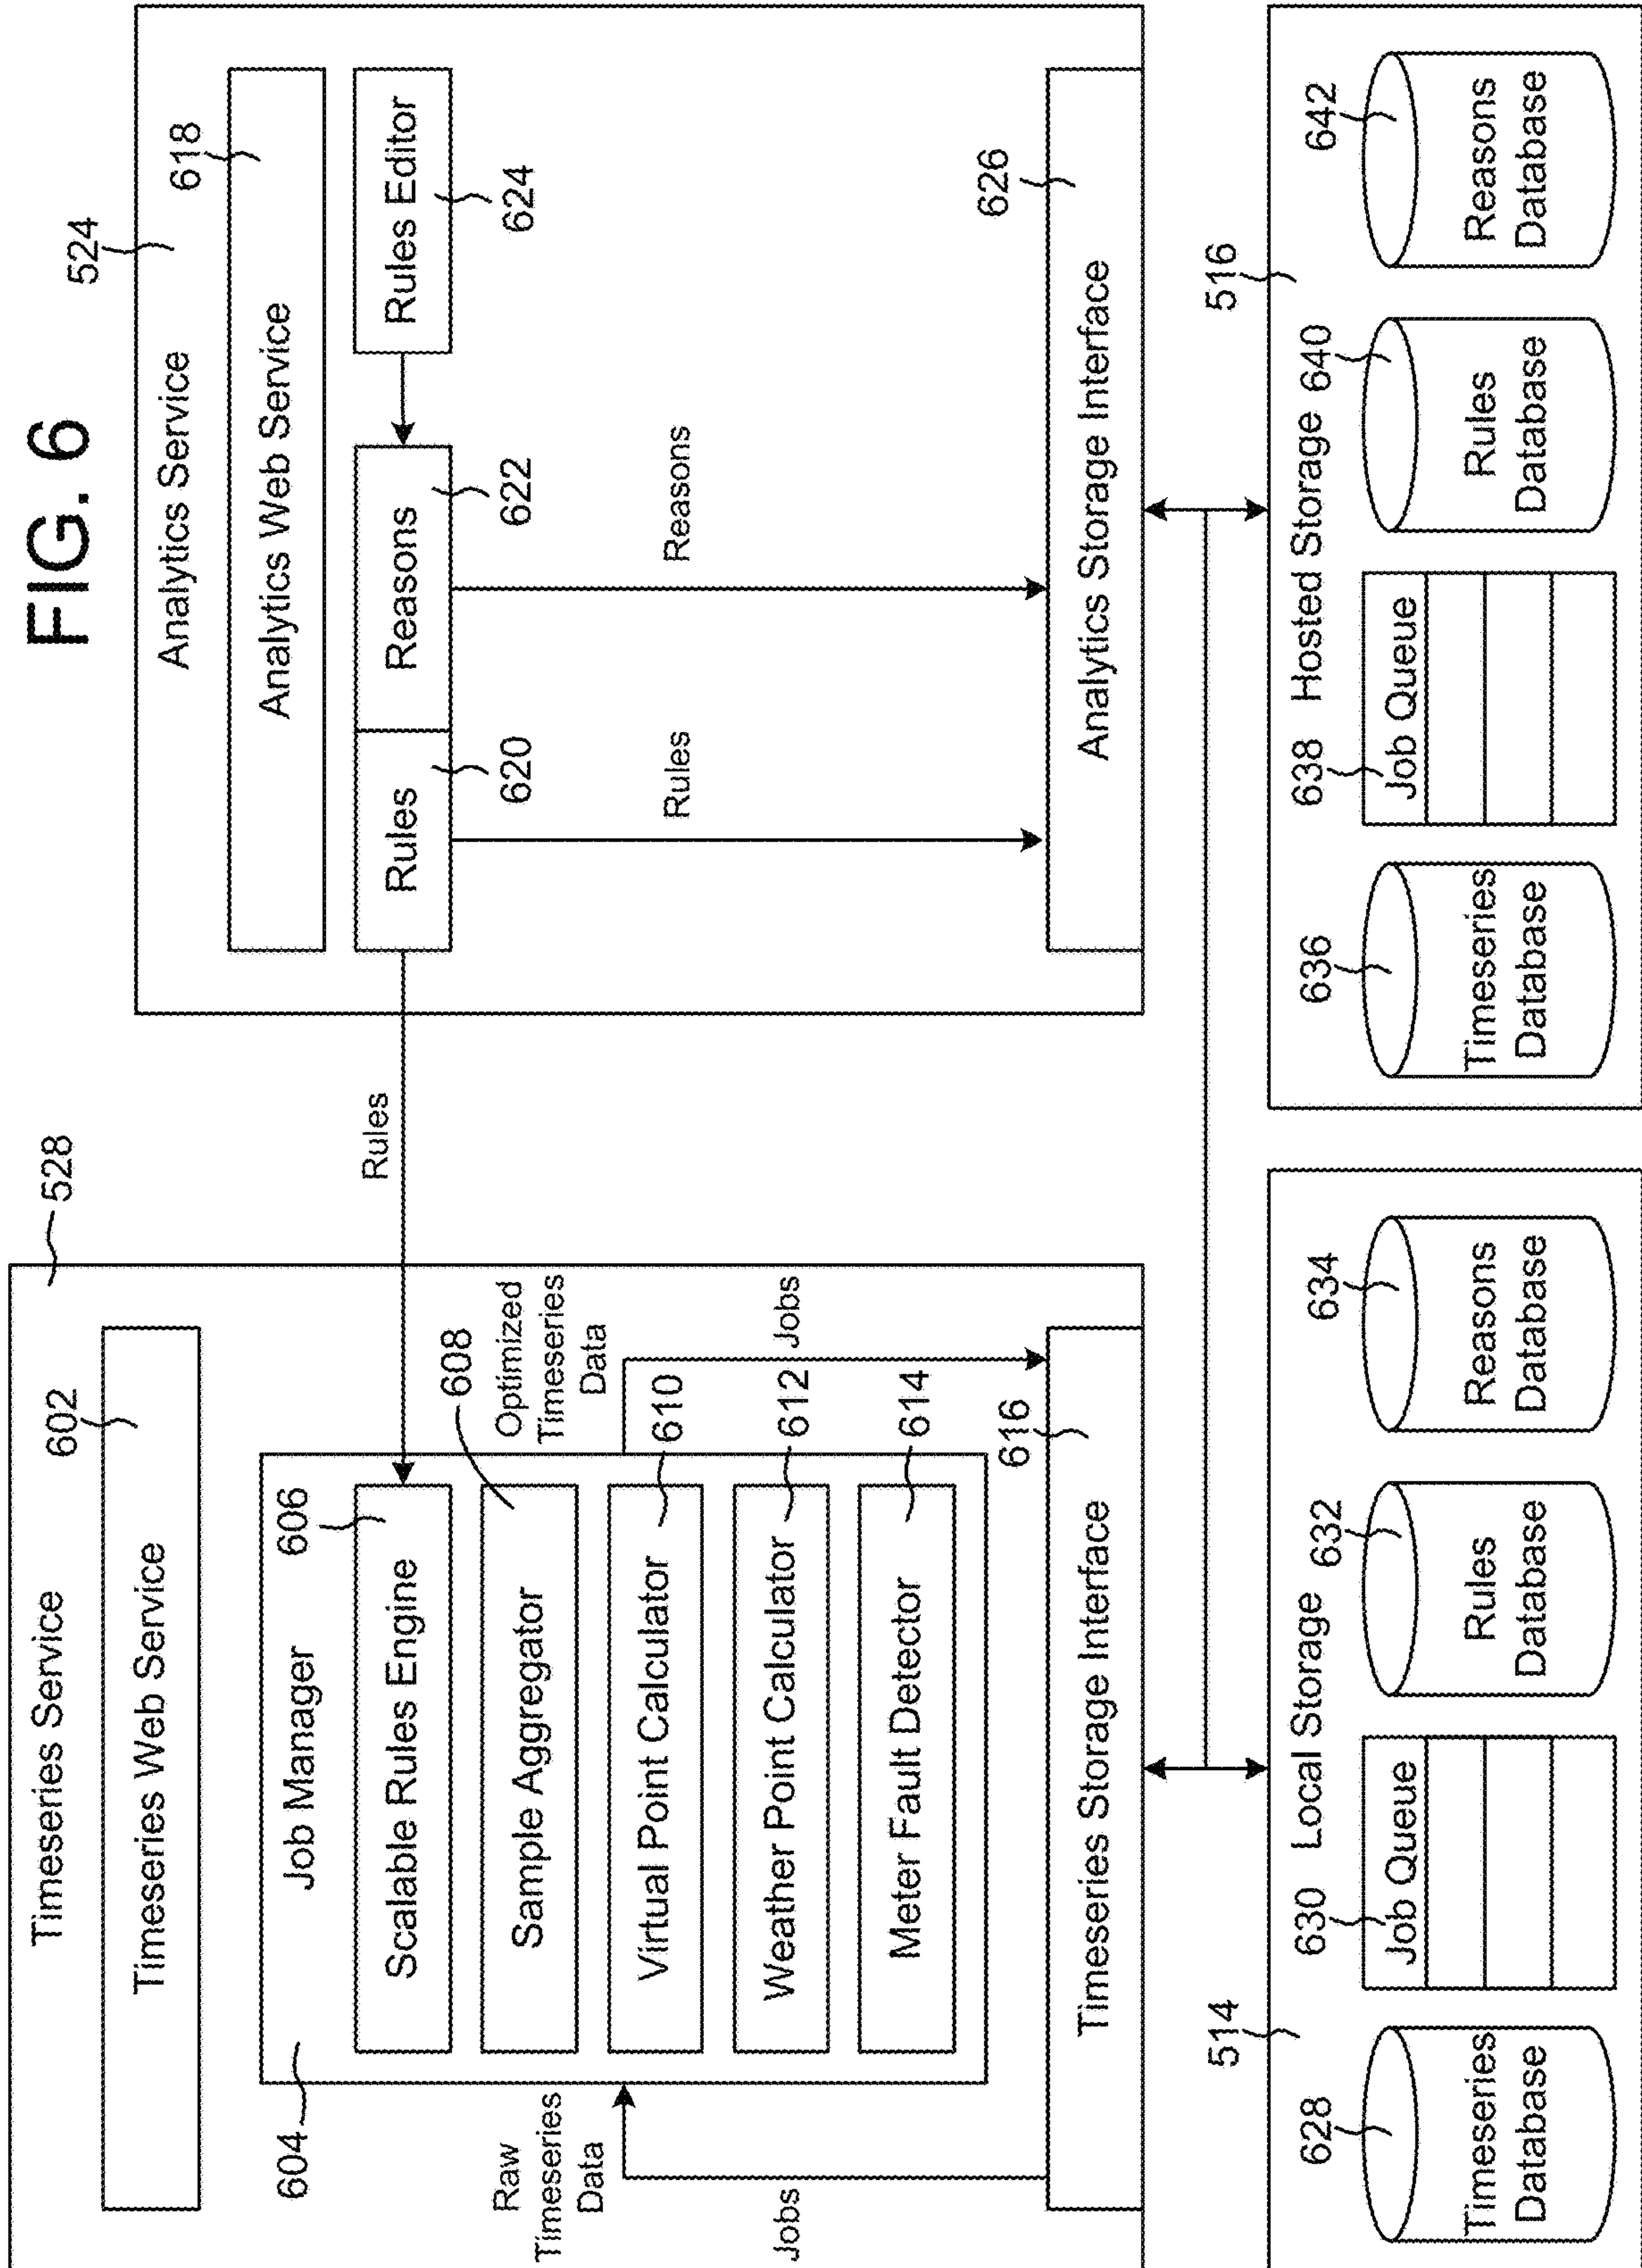 FIG. 6
528
Timeseries Service
602
Timeseries Web Service
604
Job Manager
606
Scalable Rules Engine
608
Sample Aggregator
610
Virtual Point Calculator
612
Weather Point Calculator
614
Meter Fault Detector
Raw
Timeseries
Data
Jobs
Optimized
Timeseries
Data
Jobs
616
Timeseries Storage Interface
Rules
524
Analytics Service
618
Analytics Web Service
Rules
620
Reasons
622
Rules Editor
624
Rules
Reasons
626
Analytics Storage Interface
514
Local Storage
628
Timeseries
Database
630
Job Queue
632
Rules
Database
634
Reasons
Database
516
Hosted Storage
636
Timeseries
Database
638
Job Queue
640
Rules
Database
642
Reasons
Database